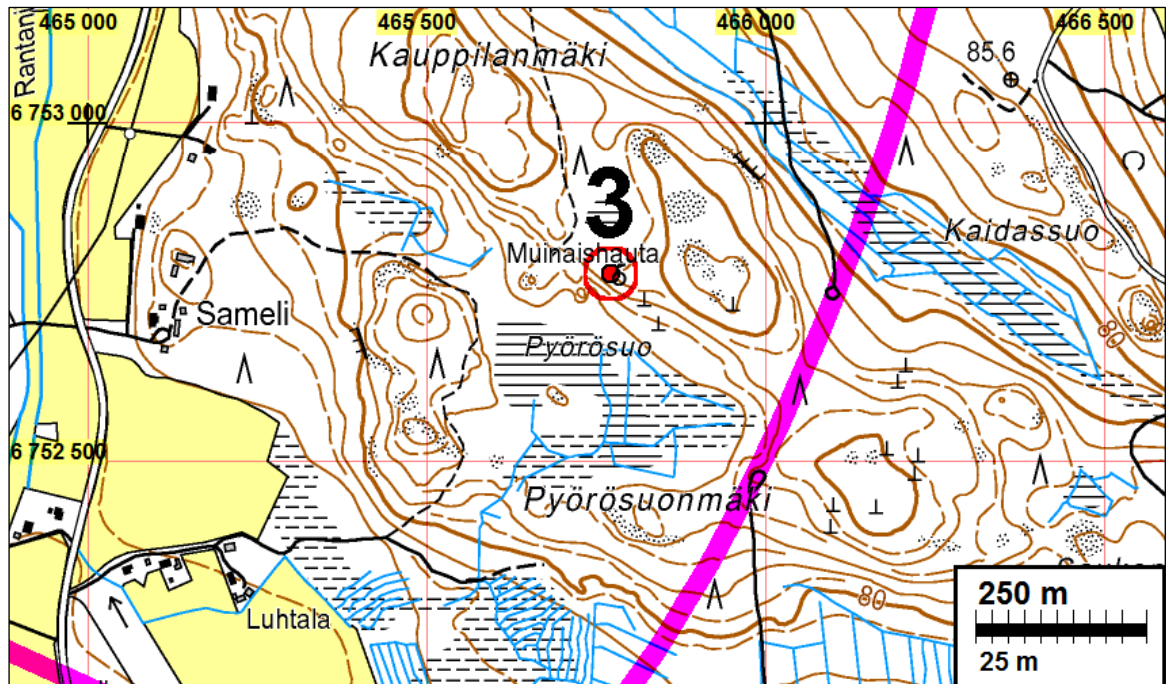 465 000
465 500
466 000
466 500
Kauppilanmäki
85.6
6 753 000
3
Kaidassuo
Muinaishauta
Sameli
Pyörösuo
80
6 752 500
Pyörösuonmäki
80
Luhtala
250 m
25 m